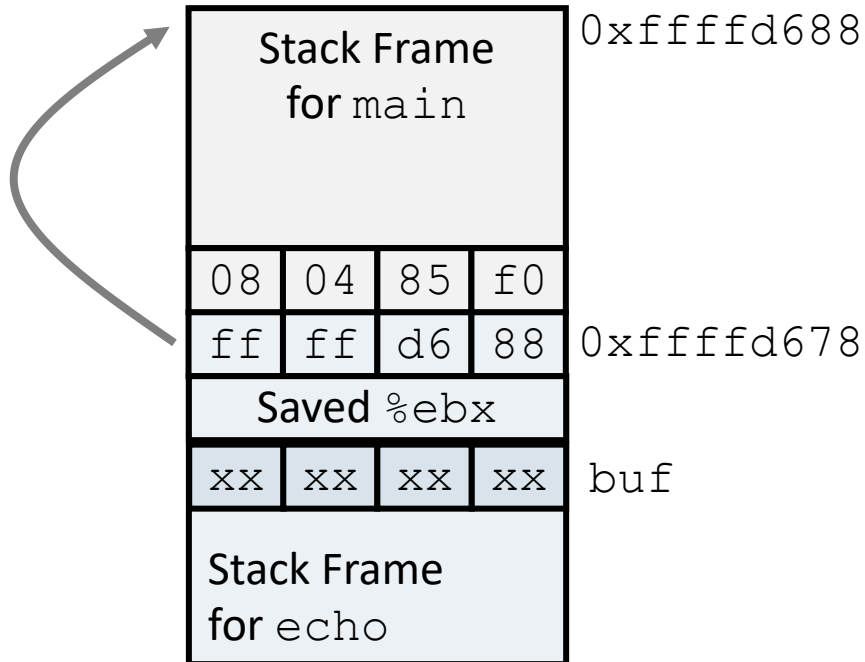 Stack Frame
for main
0xffffd688
08 04 85 f0
ff ff d6 88 0xffffd678
Saved %ebx
xx xx xx xx buf
Stack Frame
for echo